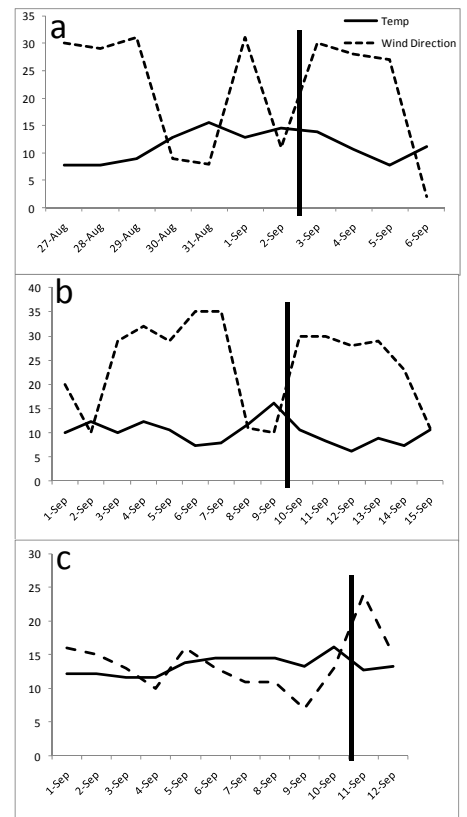 a
Temp
Wind Direction
35
30
25
20
15
10
5
0
27-Aug
28-Aug
29-Aug
30-Aug
31-Aug
1-Sep
2-Sep
3-Sep
4-Sep
5-Sep
6-Sep
b
40
35
30
25
20
15
10
5
0
1-Sep
2-Sep
3-Sep
4-Sep
5-Sep
6-Sep
7-Sep
8-Sep
9-Sep
10-Sep
11-Sep
12-Sep
13-Sep
14-Sep
15-Sep
c
30
25
20
15
10
5
0
1-Sep
2-Sep
3-Sep
4-Sep
5-Sep
6-Sep
7-Sep
8-Sep
9-Sep
10-Sep
11-Sep
12-Sep